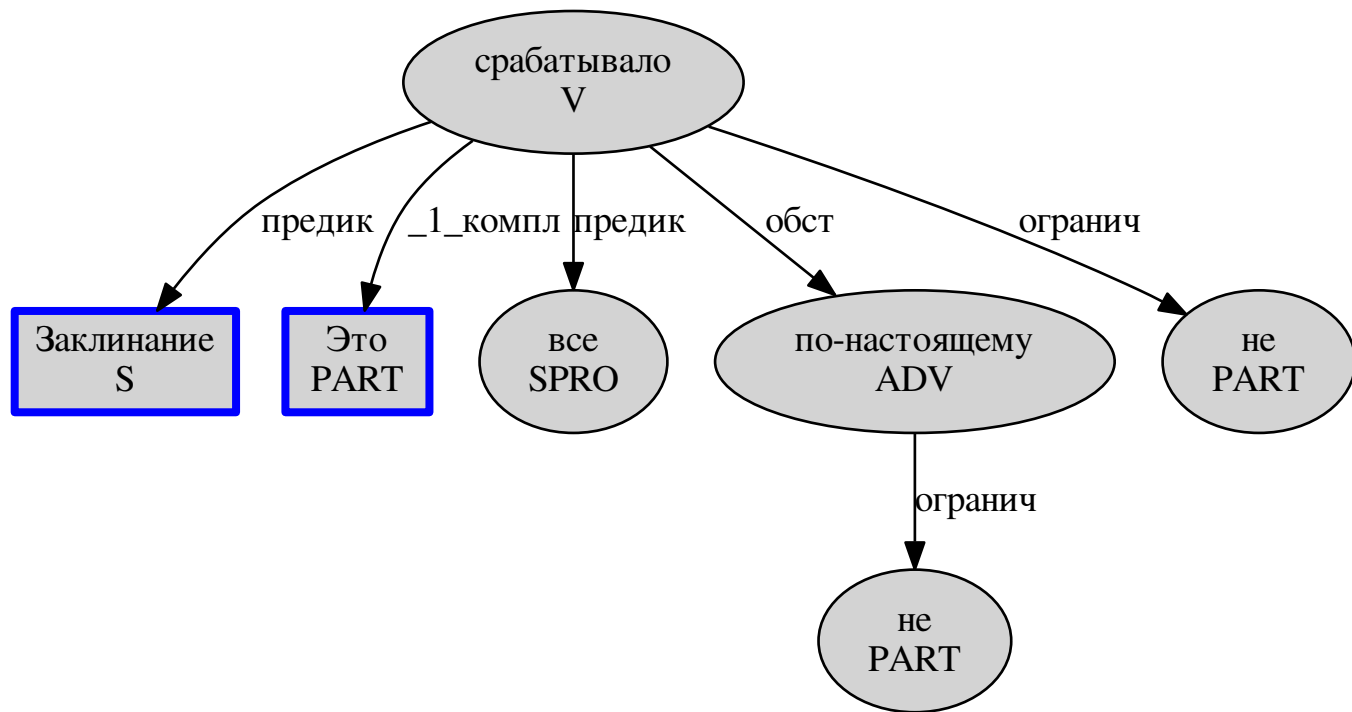 срабатывало
V
предик
_1_компл
предик
обст
огранич
Заклинание
S
Это
PART
все
SPRO
по-настоящему
ADV
не
PART
огранич
не
PART